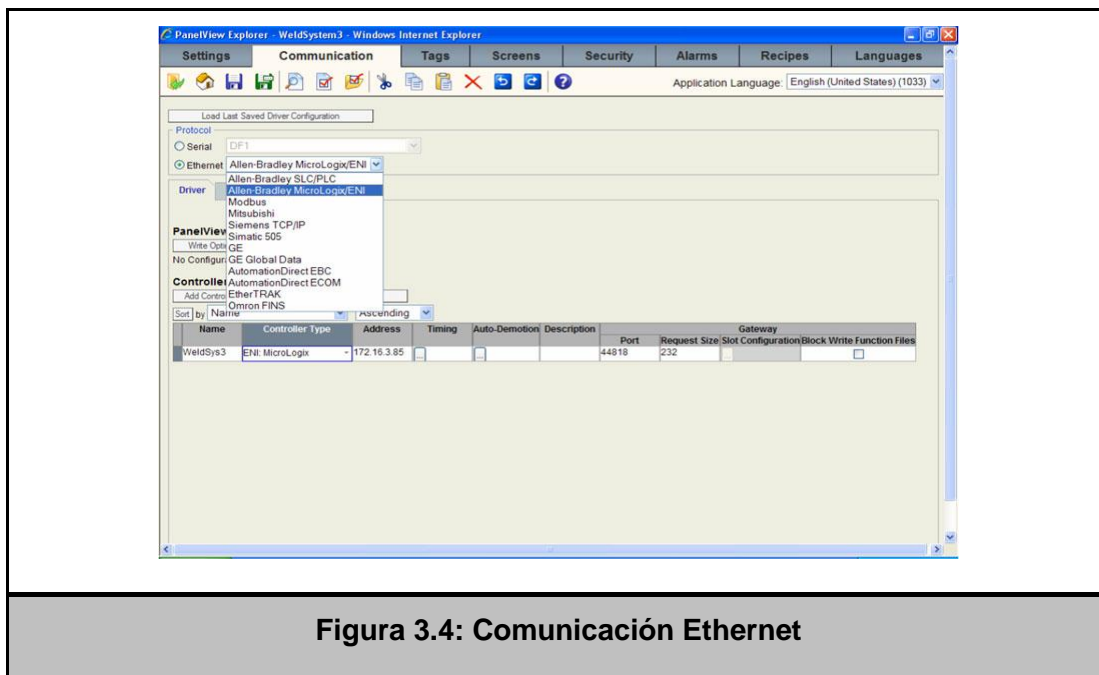 PanelView Explorer - WeldSystem3 - Windows Internet Explorer
Settings Communication Tags Screens Security Alarms Recipes Languages
Application Language: English (United States) (1033)
Load Last Saved Driver Configuration
Protocol
Serial DF1
Ethernet Allen-Bradley MicroLogix/ENI
Allen-Bradley SLC/PLC
Driver Allen-Bradley MicroLogix/ENI
Modbus
Mitsubishi
Siemens TCP/IP
PanelView
Simatic 505
Write Opti
GE
No Configur
GE Global Data
AutomationDirect EBC
Controller
AutomationDirect ECOM
Add Contro
EtherTRAK
Omron FINS
Sort by Name Ascending
Name Controller Type Address Timing Auto-Demotion Description Gateway
Port Request Size Slot Configuration Block Write Function Files
WeldSys3 ENI: MicroLogix 172.16.3.85 44818 232
Figura 3.4: Comunicación Ethernet